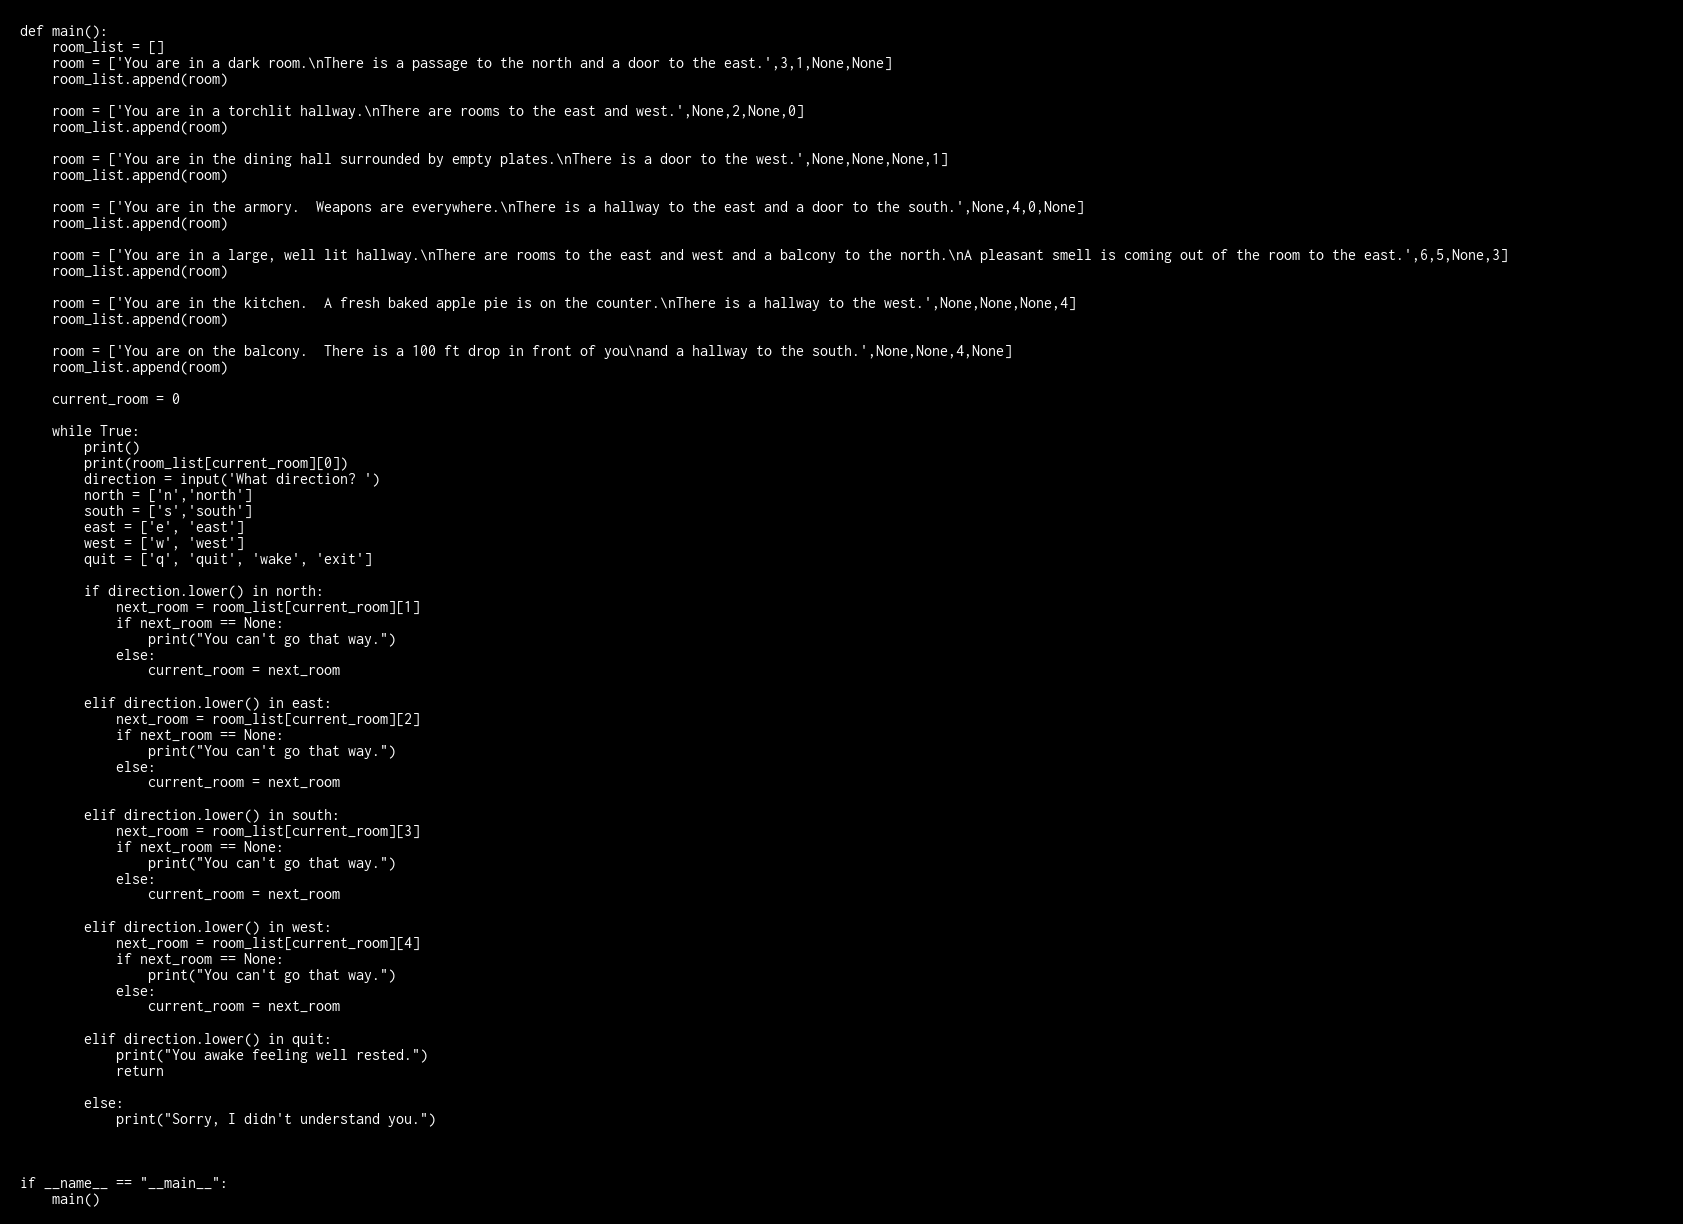 def main():
    room_list = []
    room = ['You are in a dark room.\nThere is a passage to the north and a door to the east.',3,1,None,None]
    room_list.append(room)

    room = ['You are in a torchlit hallway.\nThere are rooms to the east and west.',None,2,None,0]
    room_list.append(room)

    room = ['You are in the dining hall surrounded by empty plates.\nThere is a door to the west.',None,None,None,1]
    room_list.append(room)

    room = ['You are in the armory.  Weapons are everywhere.\nThere is a hallway to the east and a door to the south.',None,4,0,None]
    room_list.append(room)

    room = ['You are in a large, well lit hallway.\nThere are rooms to the east and west and a balcony to the north.\nA pleasant smell is coming out of the room to the east.',6,5,None,3]
    room_list.append(room)

    room = ['You are in the kitchen.  A fresh baked apple pie is on the counter.\nThere is a hallway to the west.',None,None,None,4]
    room_list.append(room)

    room = ['You are on the balcony.  There is a 100 ft drop in front of you\nand a hallway to the south.',None,None,4,None]
    room_list.append(room)

    current_room = 0

    while True:
        print()
        print(room_list[current_room][0])
        direction = input('What direction? ')
        north = ['n','north']
        south = ['s','south']
        east = ['e', 'east']
        west = ['w', 'west']
        quit = ['q', 'quit', 'wake', 'exit']

        if direction.lower() in north:
            next_room = room_list[current_room][1]
            if next_room == None:
                print("You can't go that way.")
            else:
                current_room = next_room

        elif direction.lower() in east:
            next_room = room_list[current_room][2]
            if next_room == None:
                print("You can't go that way.")
            else:
                current_room = next_room

        elif direction.lower() in south:
            next_room = room_list[current_room][3]
            if next_room == None:
                print("You can't go that way.")
            else:
                current_room = next_room

        elif direction.lower() in west:
            next_room = room_list[current_room][4]
            if next_room == None:
                print("You can't go that way.")
            else:
                current_room = next_room

        elif direction.lower() in quit:
            print("You awake feeling well rested.")
            return

        else:
            print("Sorry, I didn't understand you.")



if __name__ == "__main__":
    main()